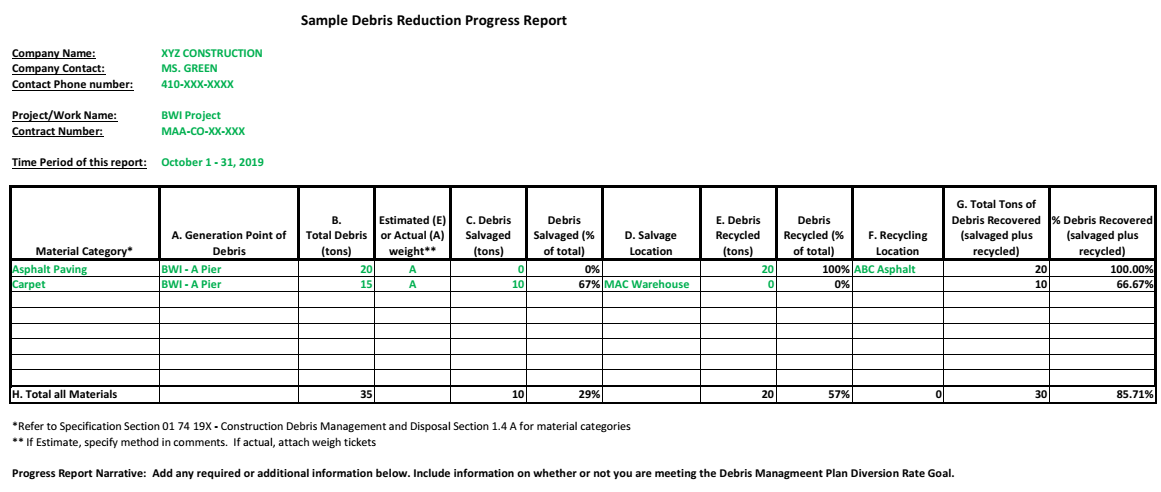 Sample Debris Reduction Progress Report
Company Name: XYZ CONSTRUCTION
Company Contact: MS. GREEN
Contact Phone number: 410-XXX-XXXX
Project/Work Name: BWI Project
Contract Number: MAA-CO-XX-XXX
Time Period of this report: October 1 - 31, 2019
Material Category* A. Generation Point of Debris B. Total Debris (tons) Estimated (E) or Actual (A) weight** C. Debris Salvaged (tons) Debris Salvaged (% of total) D. Salvage Location E. Debris Recycled (tons) Debris Recycled (% of total) F. Recycling Location G. Total Tons of Debris Recovered (salvaged plus recycled) % Debris Recovered (salvaged plus recycled)
Asphalt Paving BWI - A Pier 20 A 0 0% 20 100% ABC Asphalt 20 100.00%
Carpet BWI - A Pier 15 A 10 67% MAC Warehouse 0 0% 10 66.67%
H. Total all Materials 35 10 29% 20 57% 0 30 85.71%
*Refer to Specification Section 01 74 19X - Construction Debris Management and Disposal Section 1.4 A for material categories
** If Estimate, specify method in comments. If actual, attach weigh tickets
Progress Report Narrative: Add any required or additional information below. Include information on whether or not you are meeting the Debris Managmeent Plan Diversion Rate Goal.